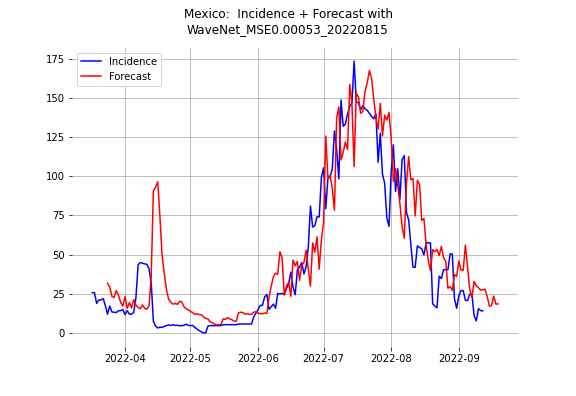 Mexico:  Incidence + Forecast with
WaveNet_MSE0.00053_20220815
Incidence
Forecast
175
150
125
100
75
50
25
0
2022-04 2022-05 2022-06 2022-07 2022-08 2022-09